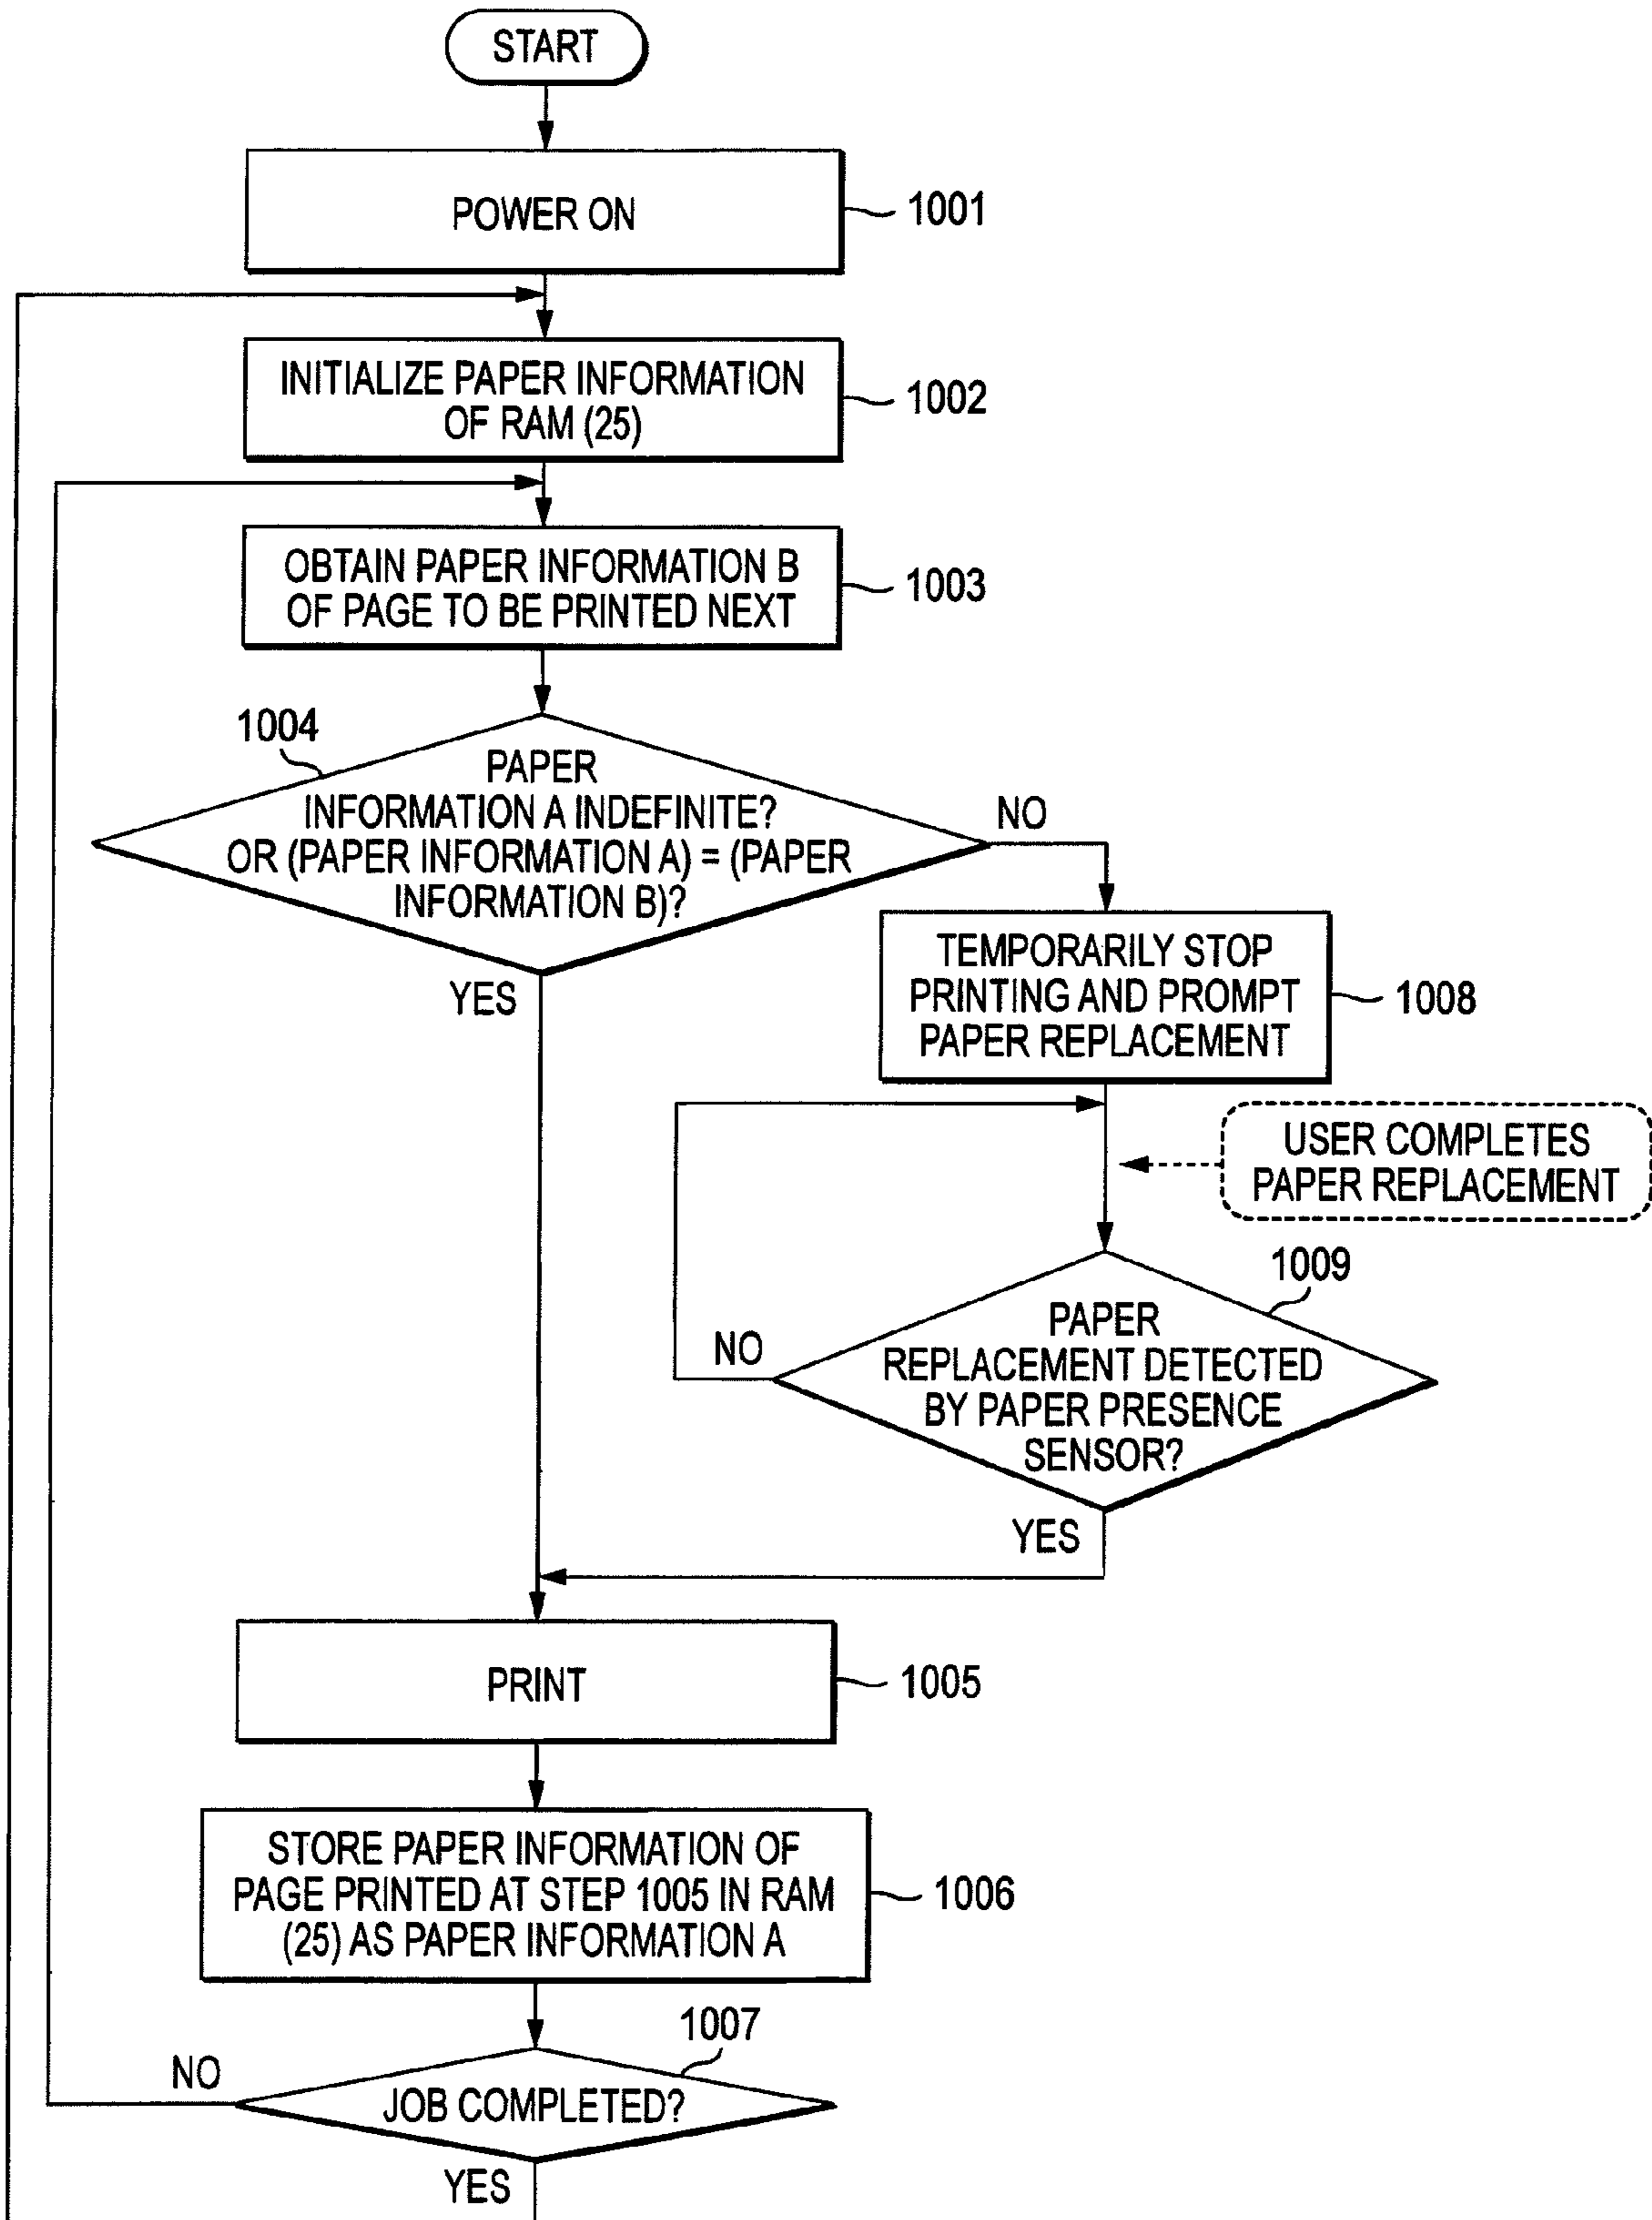 START
POWER ON
1001
INITIALIZE PAPER INFORMATION
OF RAM (25)
1002
OBTAIN PAPER INFORMATION B
OF PAGE TO BE PRINTED NEXT
1003
1004
PAPER
INFORMATION A INDEFINITE?
OR (PAPER INFORMATION A) = (PAPER
INFORMATION B)?
NO
YES
TEMPORARILY STOP
PRINTING AND PROMPT
PAPER REPLACEMENT
1008
USER COMPLETES
PAPER REPLACEMENT
1009
PAPER
REPLACEMENT DETECTED
BY PAPER PRESENCE
SENSOR?
NO
YES
PRINT
1005
STORE PAPER INFORMATION OF
PAGE PRINTED AT STEP 1005 IN RAM
(25) AS PAPER INFORMATION A
1006
1007
JOB COMPLETED?
NO
YES